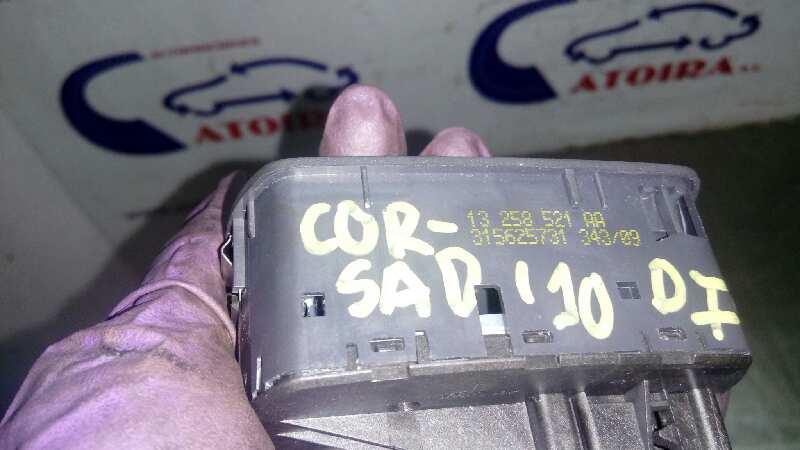 ATOIRA..
ATOIRA..
13 258 521 AA
315625731 343/09
COR-
SAD '10 DI